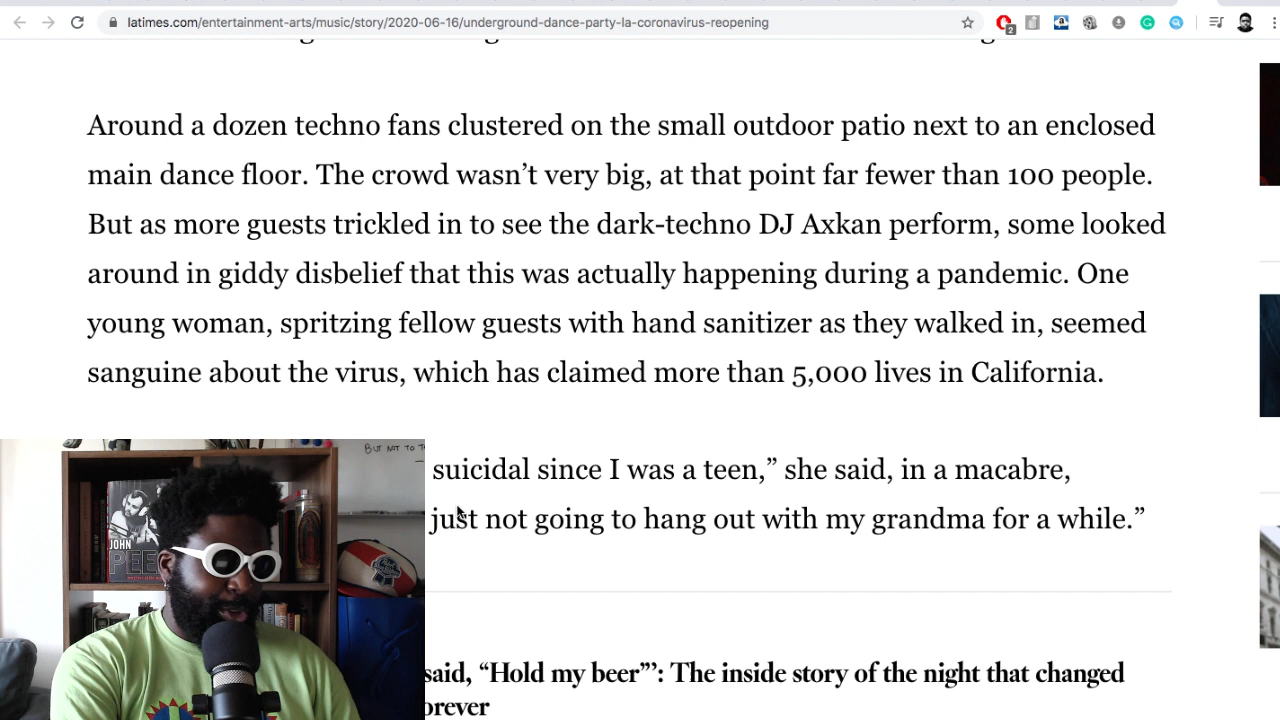 latimes.com/entertainment-arts/music/story/2020-06-16/underground-dance-party-la-coronavirus-reopening
2
Around a dozen techno fans clustered on the small outdoor patio next to an enclosed
main dance floor. The crowd wasn’t very big, at that point far fewer than 100 people.
But as more guests trickled in to see the dark-techno DJ Axkan perform, some looked
around in giddy disbelief that this was actually happening during a pandemic. One
young woman, spritzing fellow guests with hand sanitizer as they walked in, seemed
sanguine about the virus, which has claimed more than 5,000 lives in California.
BUT NOT TO
suicidal since I was a teen,” she said, in a macabre,
just not going to hang out with my grandma for a while.”
JOHN
PEE
said, “Hold my beer”’: The inside story of the night that changed
orever